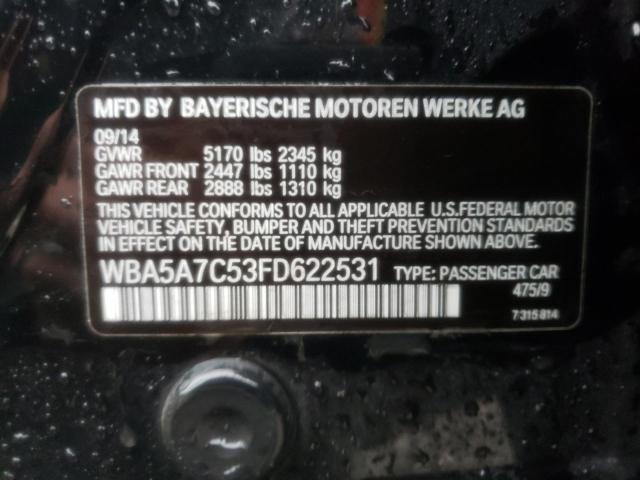 MFD BY BAYERISCHE MOTOREN WERKE AG
09/14
GVWR 5170 lbs 2345 kg
GAWR FRONT 2447 lbs 1110 kg
GAWR REAR 2888 lbs 1310 kg
THIS VEHICLE CONFORMS TO ALL APPLICABLE U.S.FEDERAL MOTOR
VEHICLE SAFETY, BUMPER AND THEFT PREVENTION STANDARDS
IN EFFECT ON THE DATE OF MANUFACTURE SHOWN ABOVE.
WBA5A7C53FD622531 TYPE: PASSENGER CAR
475/9
7315814